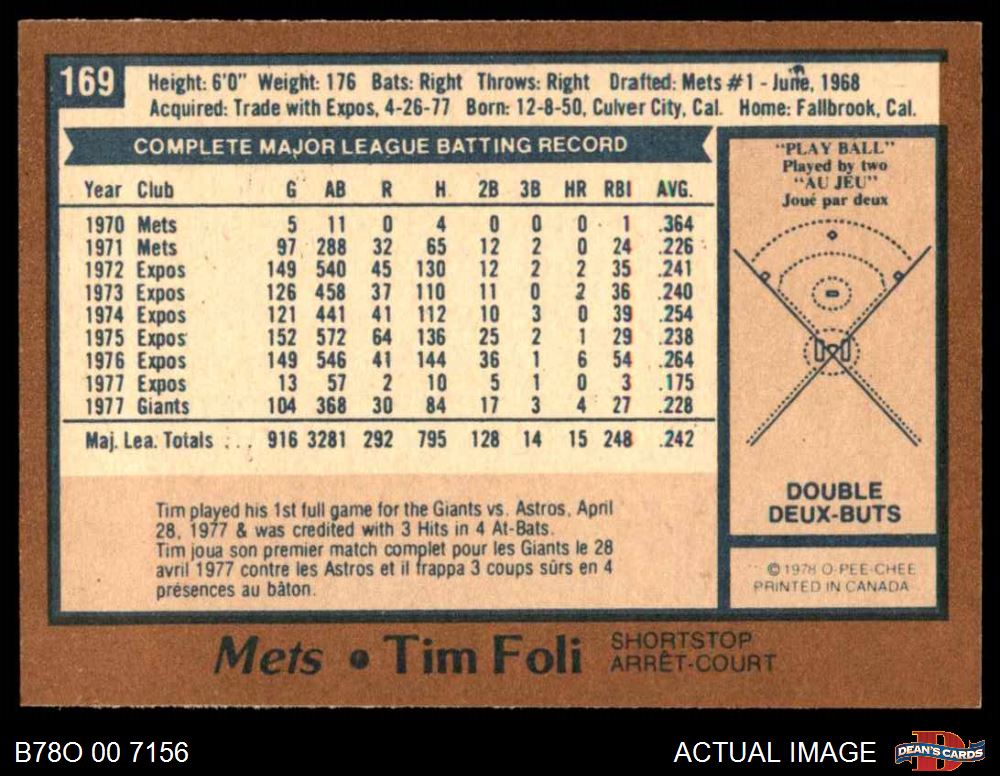 169
Height: 6'0" Weight: 176 Bats: Right Throws: Right Drafted: Mets #1 - June, 1968
Acquired: Trade with Expos, 4-26-77 Born: 12-8-50, Culver City, Cal. Home: Fallbrook, Cal.
COMPLETE MAJOR LEAGUE BATTING RECORD
Year Club G AB R H 2B 3B HR RBI AVG.
1970 Mets 5 11 0 4 0 0 0 1 .364
1971 Mets 97 288 32 65 12 2 0 24 .226
1972 Expos 149 540 45 130 12 2 2 35 .241
1973 Expos 126 458 37 110 11 0 2 36 .240
1974 Expos 121 441 41 112 10 3 0 39 .254
1975 Expos 152 572 64 136 25 2 1 29 .238
1976 Expos 149 546 41 144 36 1 6 54 .264
1977 Expos 13 57 2 10 5 1 0 3 .175
1977 Giants 104 368 30 84 17 3 4 27 .228
Maj. Lea. Totals ... 916 3281 292 795 128 14 15 248 .242
Tim played his 1st full game for the Giants vs. Astros, April
28, 1977 & was credited with 3 Hits in 4 At-Bats.
Tim joua son premier match complet pour les Giants le 28
avril 1977 contre les Astros et il frappa 3 coups sûrs en 4
présences au bâton.
"PLAY BALL"
Played by two
"AU JEU"
Joué par deux
DOUBLE
DEUX-BUTS
© 1978 O-PEE-CHEE
PRINTED IN CANADA
Mets • Tim Foli SHORTSTOP
ARRÊT-COURT
B78O 00 7156
ACTUAL IMAGE
DEAN'S CARDS